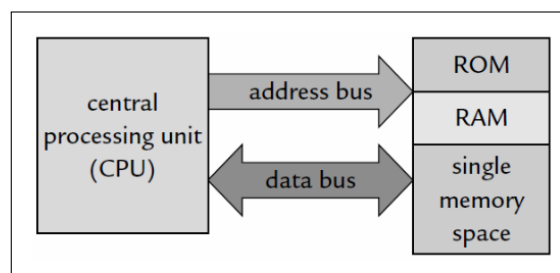 central
processing unit
(CPU)
address bus
data bus
ROM
RAM
single
memory
space